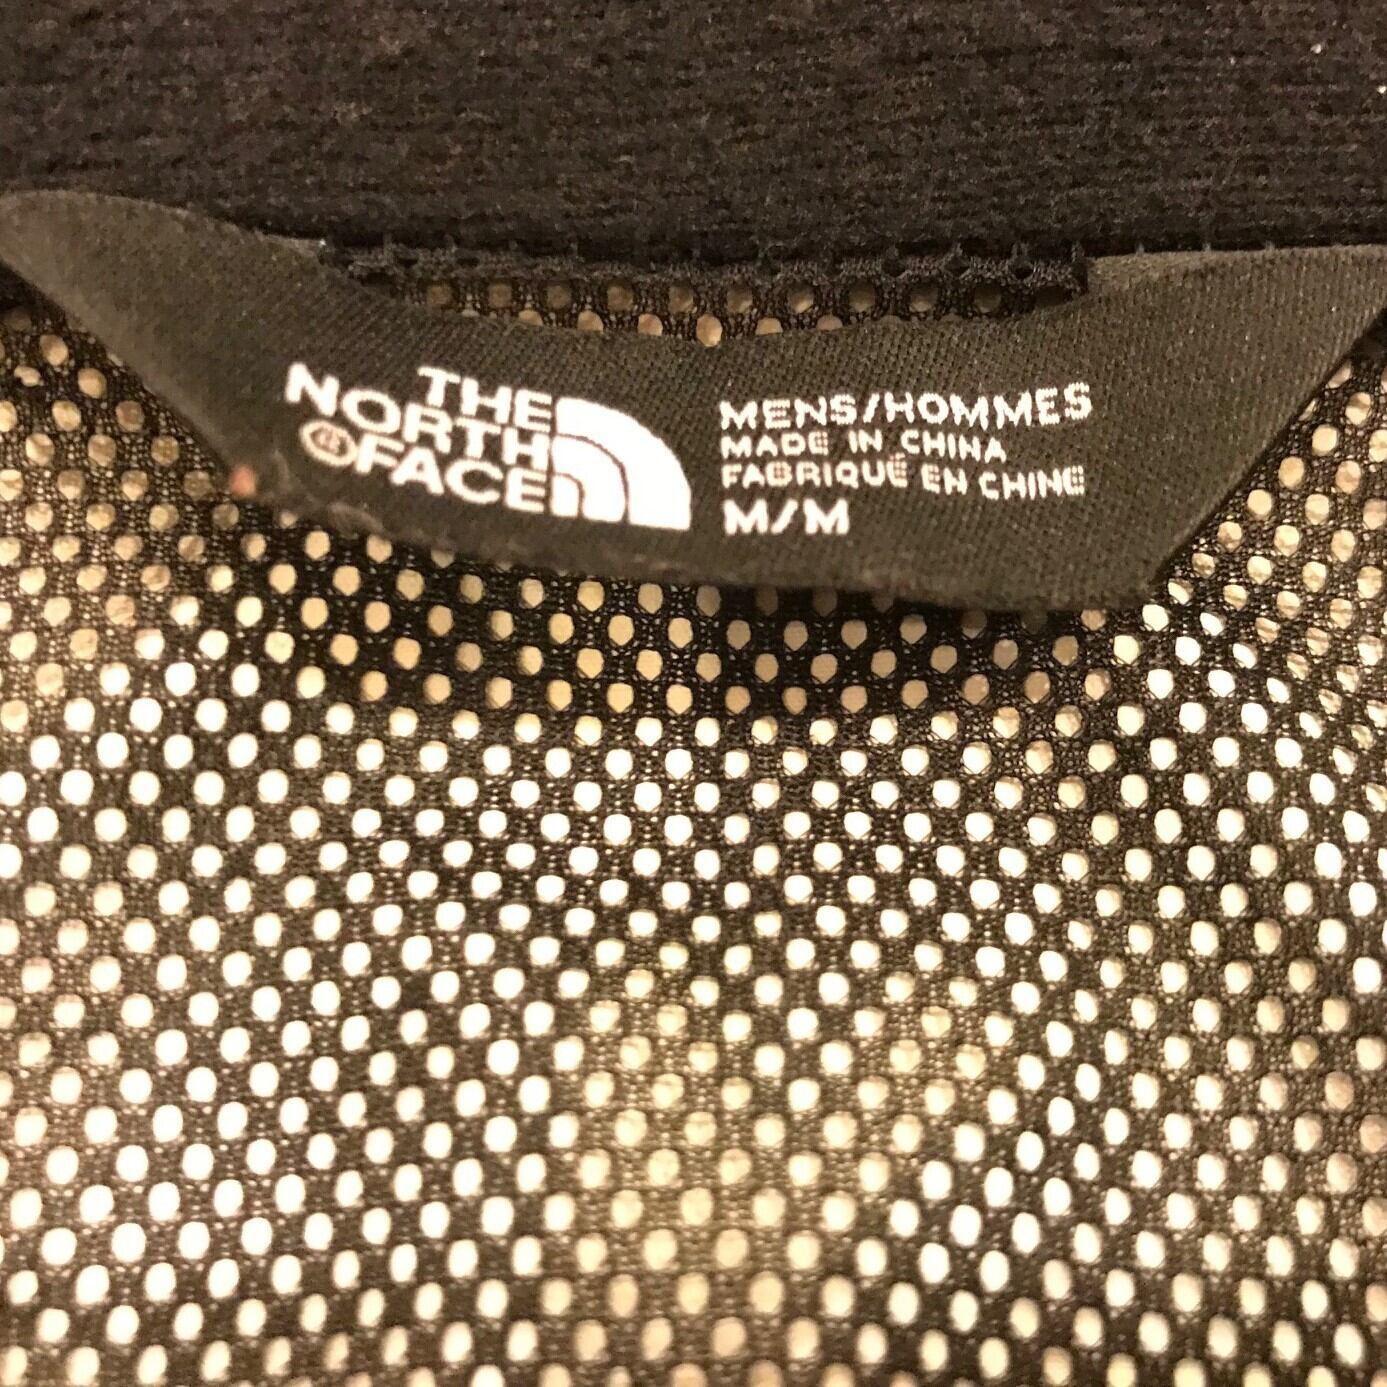 THE
NORTH
FACE
MENS/HOMMES
MADE IN CHINA
FABRIQUÉ EN CHINE
M/M